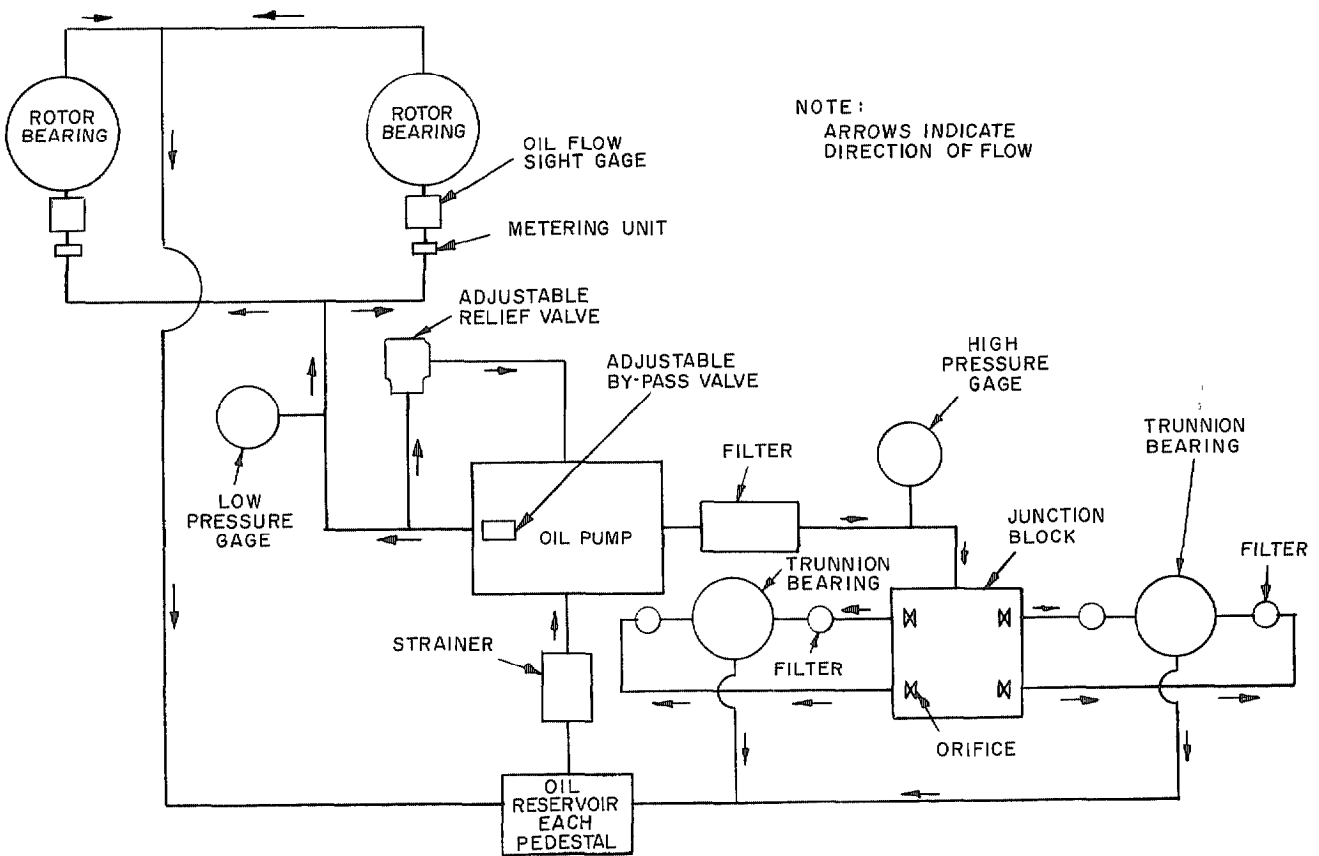 ROTOR
BEARING
ROTOR
BEARING
NOTE:
ARROWS INDICATE
DIRECTION OF FLOW
OIL FLOW
SIGHT GAGE
METERING UNIT
ADJUSTABLE
RELIEF VALVE
ADJUSTABLE
BY-PASS VALVE
HIGH
PRESSURE
GAGE
TRUNNION
BEARING
FILTER
LOW
PRESSURE
GAGE
OIL PUMP
JUNCTION
BLOCK
FILTER
TRUNNION
BEARING
STRAINER
FILTER
ORIFICE
OIL
RESERVOIR
EACH
PEDESTAL